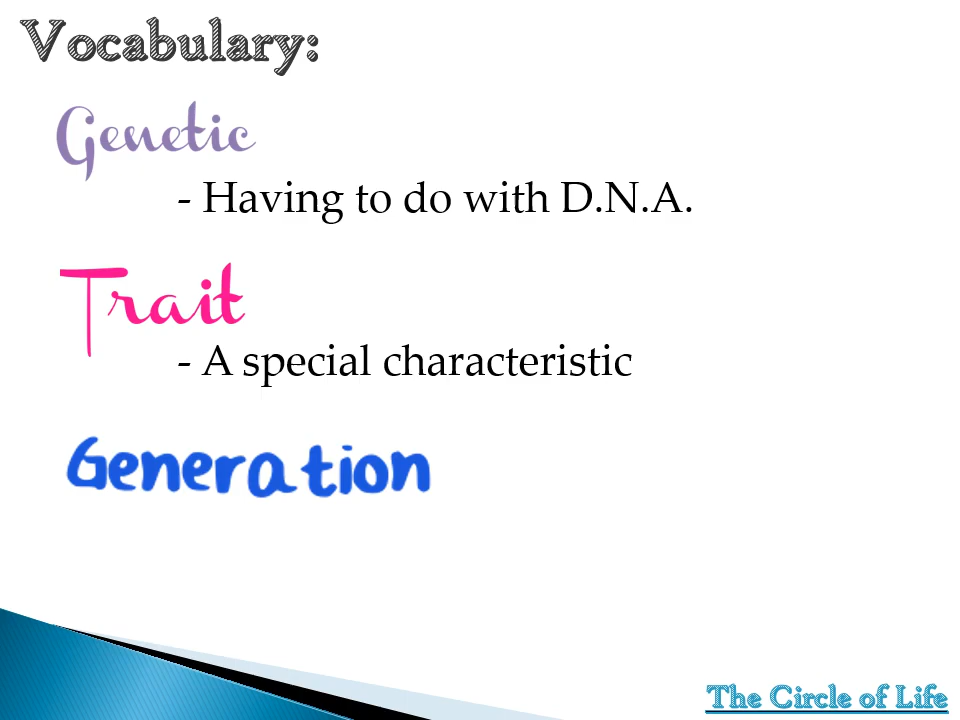 Vocabulary:
Genetic
- Having to do with D.N.A.
Trait
- A special characteristic
Generation
The Circle of Life